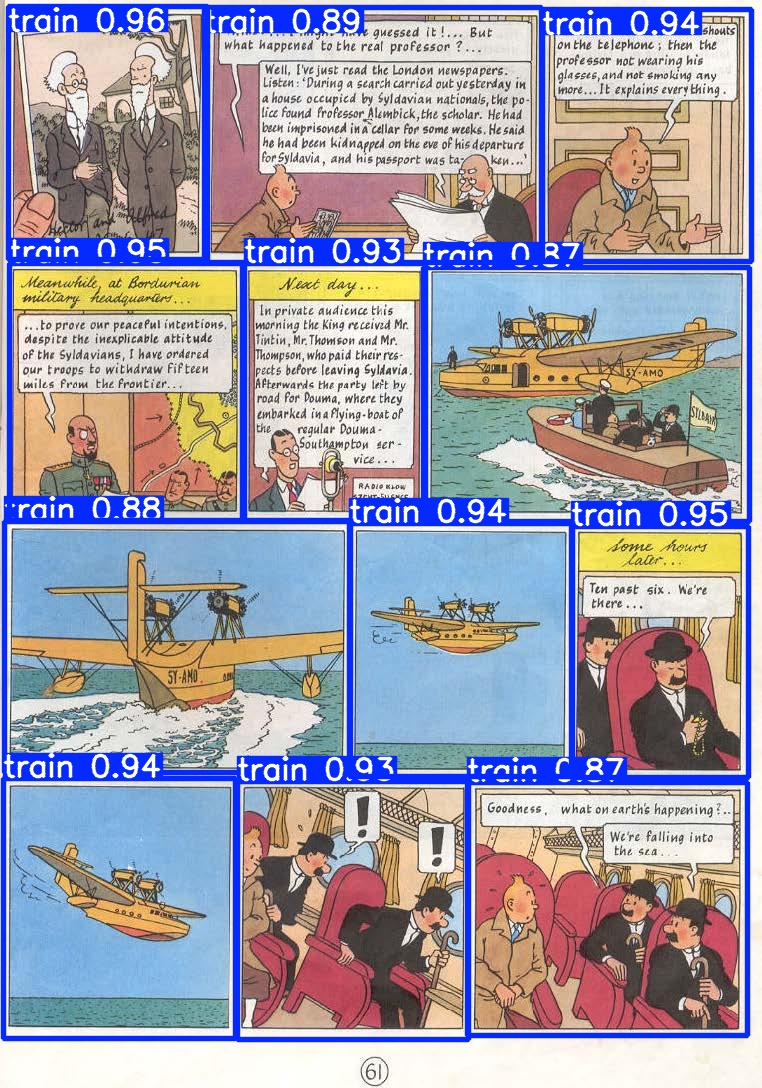 train 0.96
Hector and Alfred
train 0.89
guessed it!... But
what happened to the real professor?...
Well, I've just read the London newspapers.
Listen: 'During a search carried out yesterday in
a house occupied by Syldavian nationals, the po-
lice found professor Alembick, the scholar. He had
been imprisoned in a cellar for some weeks. He said
he had been kidnapped on the eve of his departure
for Syldavia, and his passport was ta- ken...'
train 0.94
shouts
on the telephone; then the
professor not wearing his
glasses, and not smoking any
more... It explains everything.
train 0.95
Meanwhile, at Bordurian
military headquarters...
...to prove our peaceful intentions,
despite the inexplicable attitude
of the Syldavians, I have ordered
our troops to withdraw fifteen
miles from the frontier...
train 0.93
Next day...
In private audience this
morning the King received Mr.
Tintin, Mr. Thomson and Mr.
Thompson, who paid their res-
pects before leaving Syldavia.
Afterwards the party left by
road for Douma, where they
embarked in a flying-boat of
the regular Douma-
Southampton ser-
vice...
RADIO KLOW
train 0.87
SY-AMO
SYLDAIR
train 0.88
SY-AMO
train 0.94
train 0.95
Some hours
later...
Ten past six. We're
there...
train 0.94
train 0.93
!
!
train 0.87
Goodness, what on earth's happening?..
We're falling into
the sea...
61